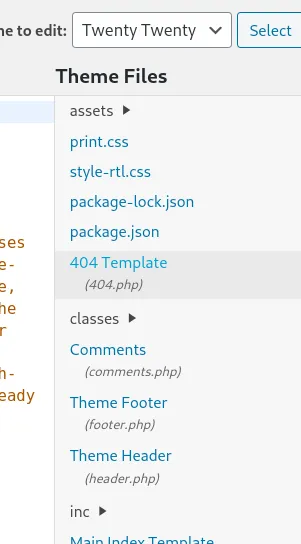 ne to edit: Twenty Twenty Select
Theme Files
assets
print.css
style-rtl.css
package-lock.json
package.json
ses
404 Template
e-
(404.php)
e,
he
classes
r
Comments
(comments.php)
h-
eady
Theme Footer
(footer.php)
Theme Header
(header.php)
inc
Main Index Template